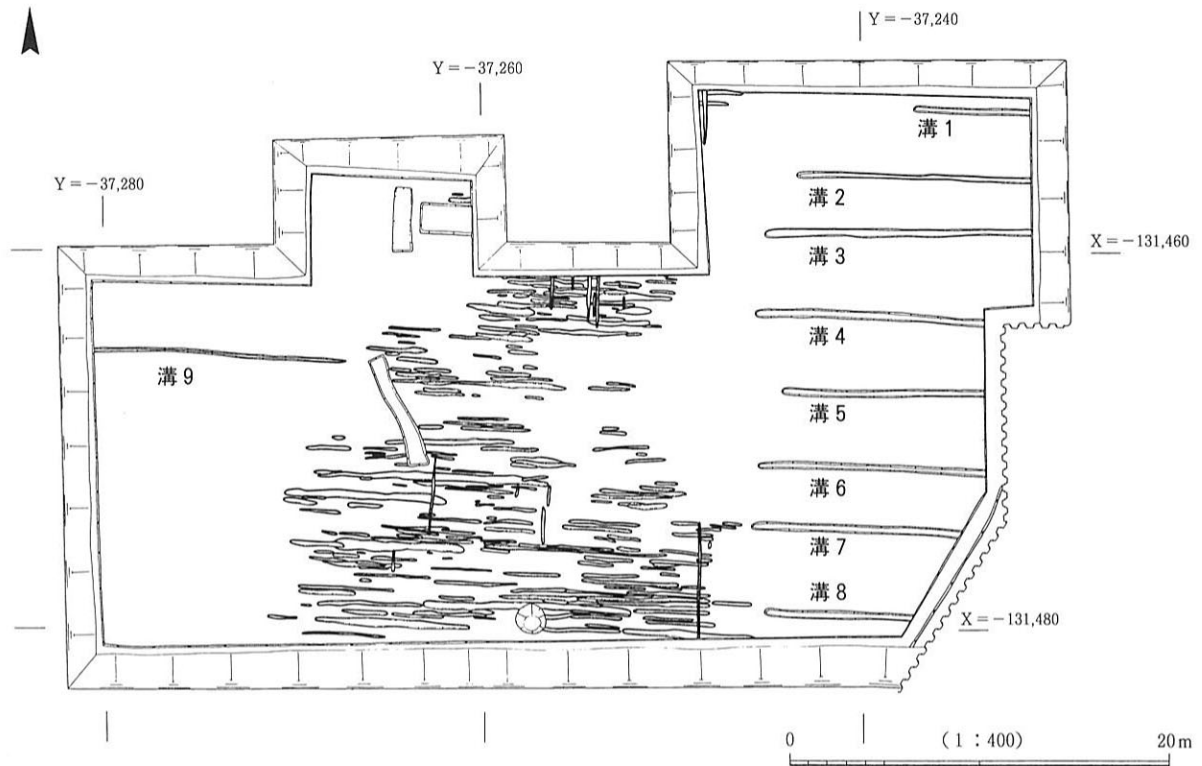 Y = −37,240
Y = −37,260
Y = −37,280
溝1
溝2
溝3
X = −131,460
溝4
溝9
溝5
溝6
溝7
溝8
X = −131,480
0 (1:400) 20m